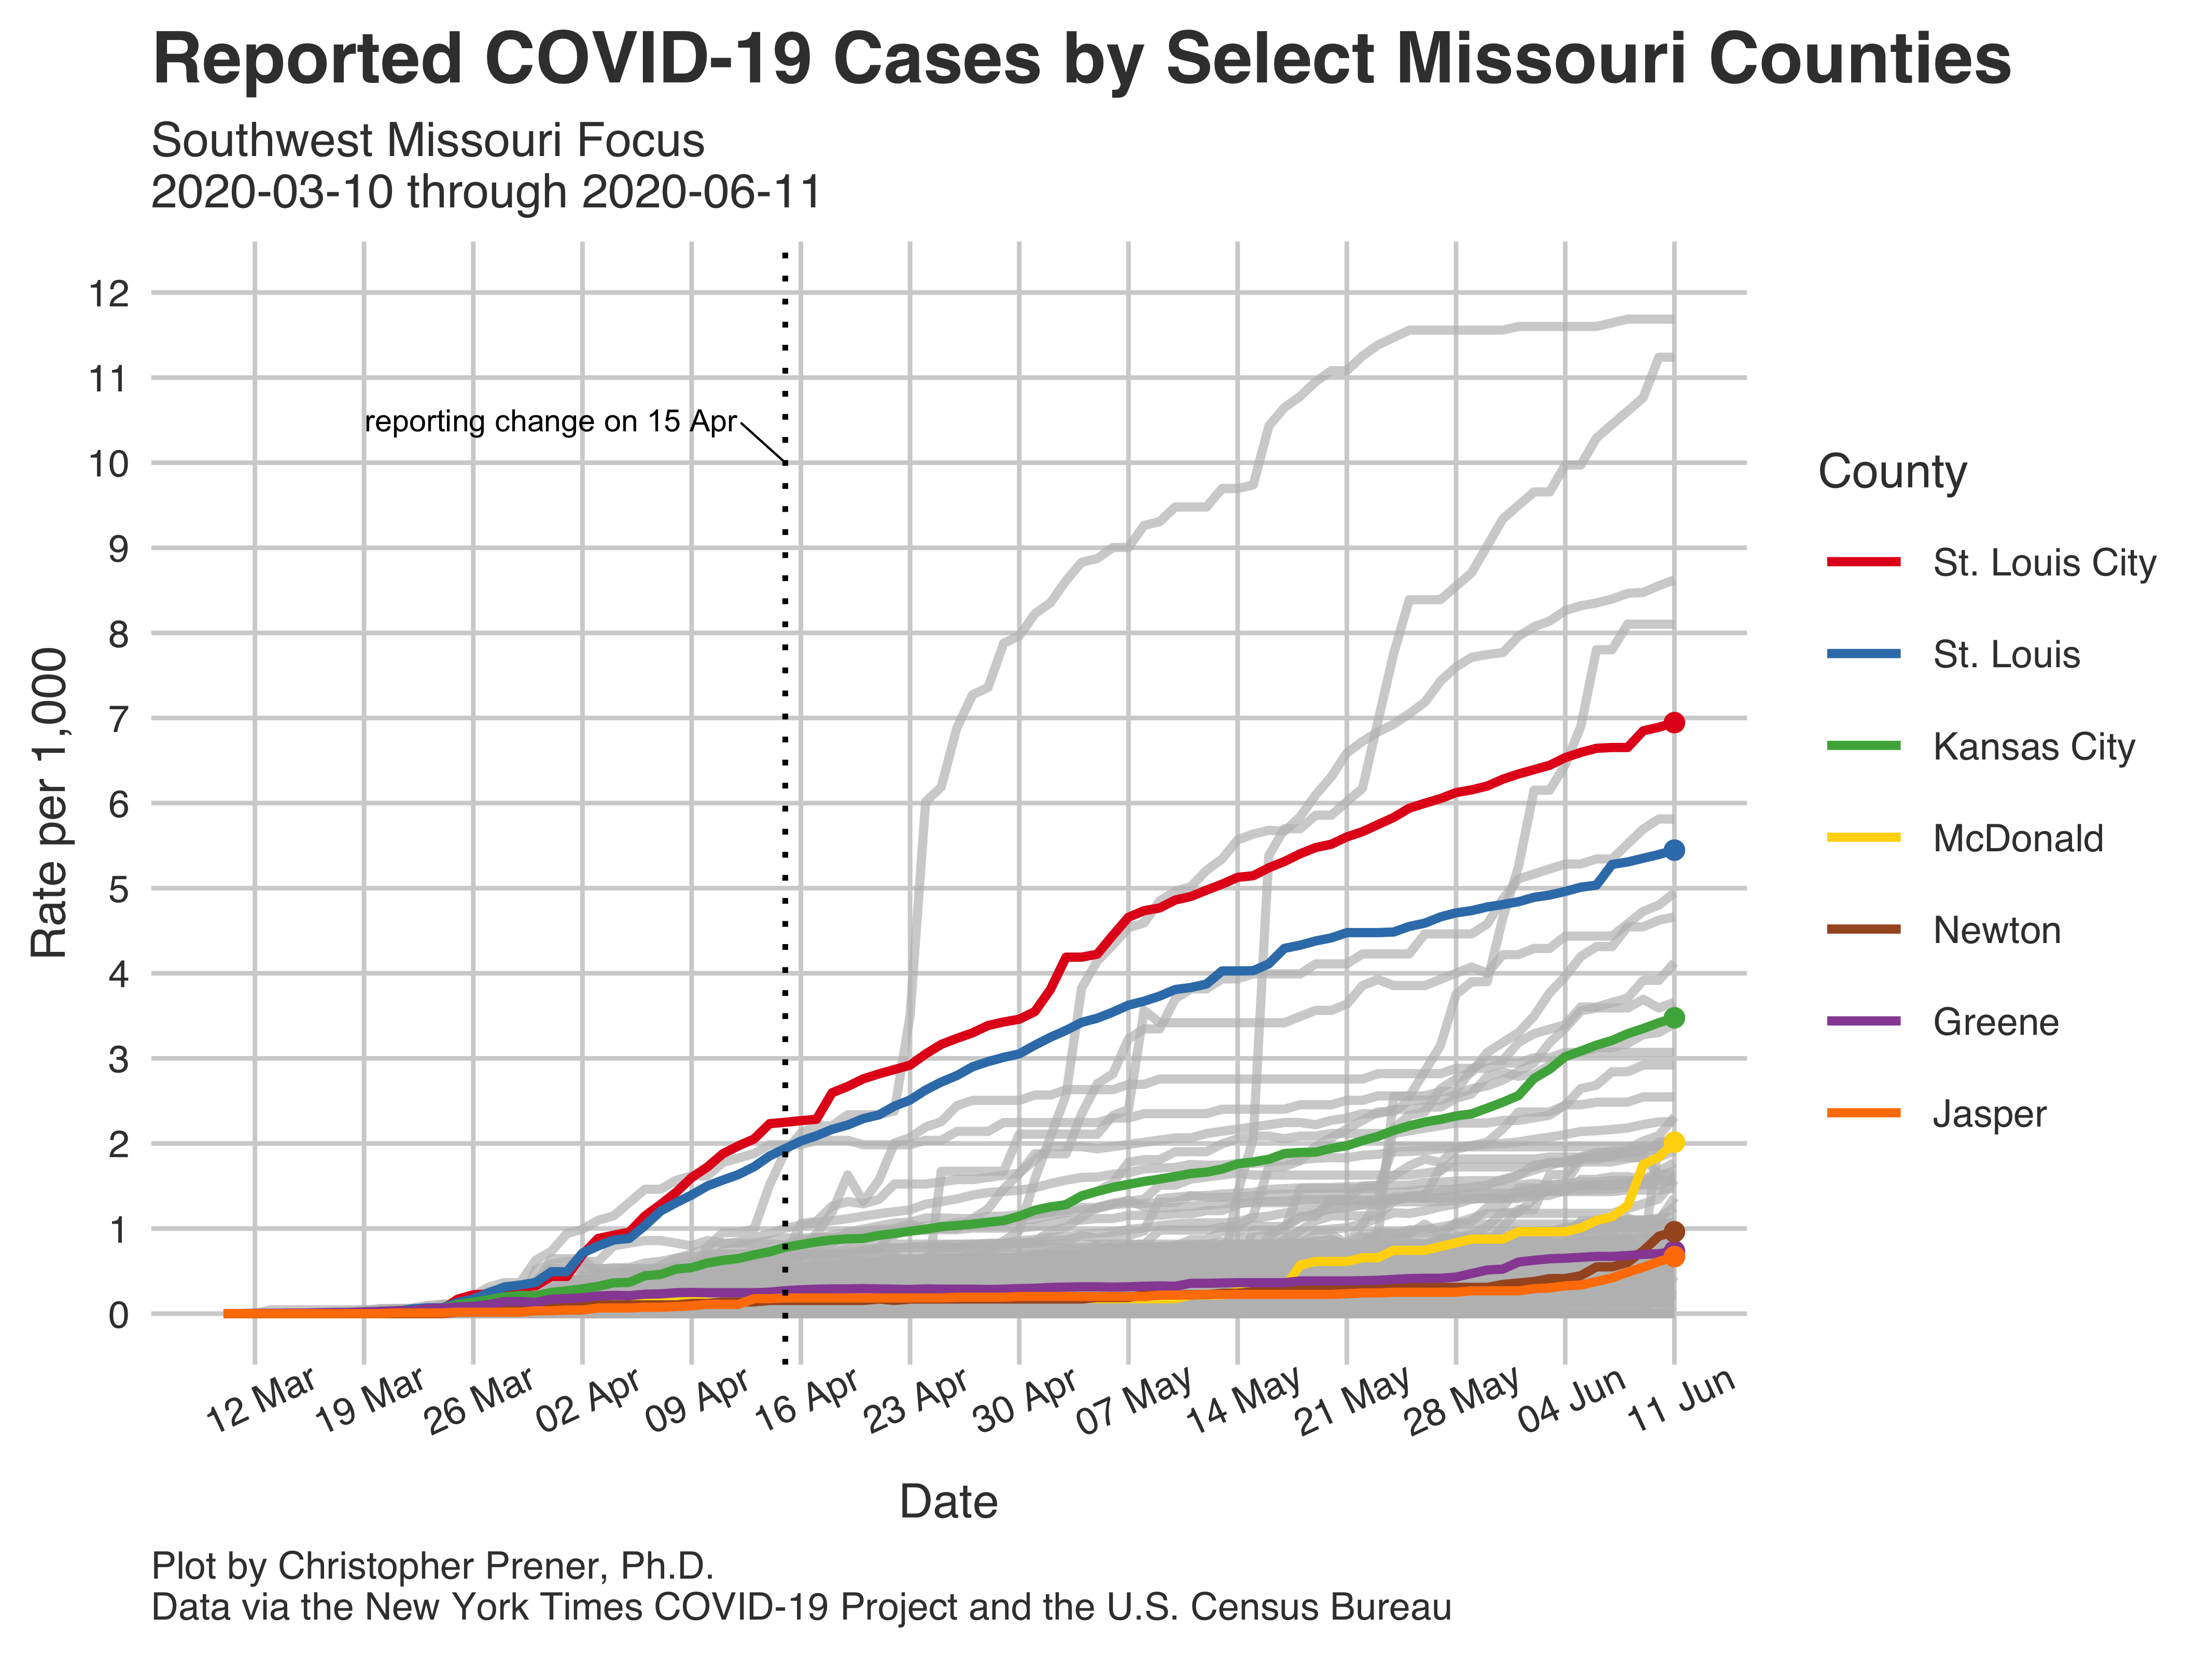 Reported COVID-19 Cases by Select Missouri Counties
Southwest Missouri Focus
2020-03-10 through 2020-06-11
12
11
10
9
8
7
6
5
4
3
2
1
0
Rate per 1,000
reporting change on 15 Apr
County
St. Louis City
St. Louis
Kansas City
McDonald
Newton
Greene
Jasper
12 Mar
19 Mar
26 Mar
02 Apr
09 Apr
16 Apr
23 Apr
30 Apr
07 May
14 May
21 May
28 May
04 Jun
11 Jun
Date
Plot by Christopher Prener, Ph.D.
Data via the New York Times COVID-19 Project and the U.S. Census Bureau